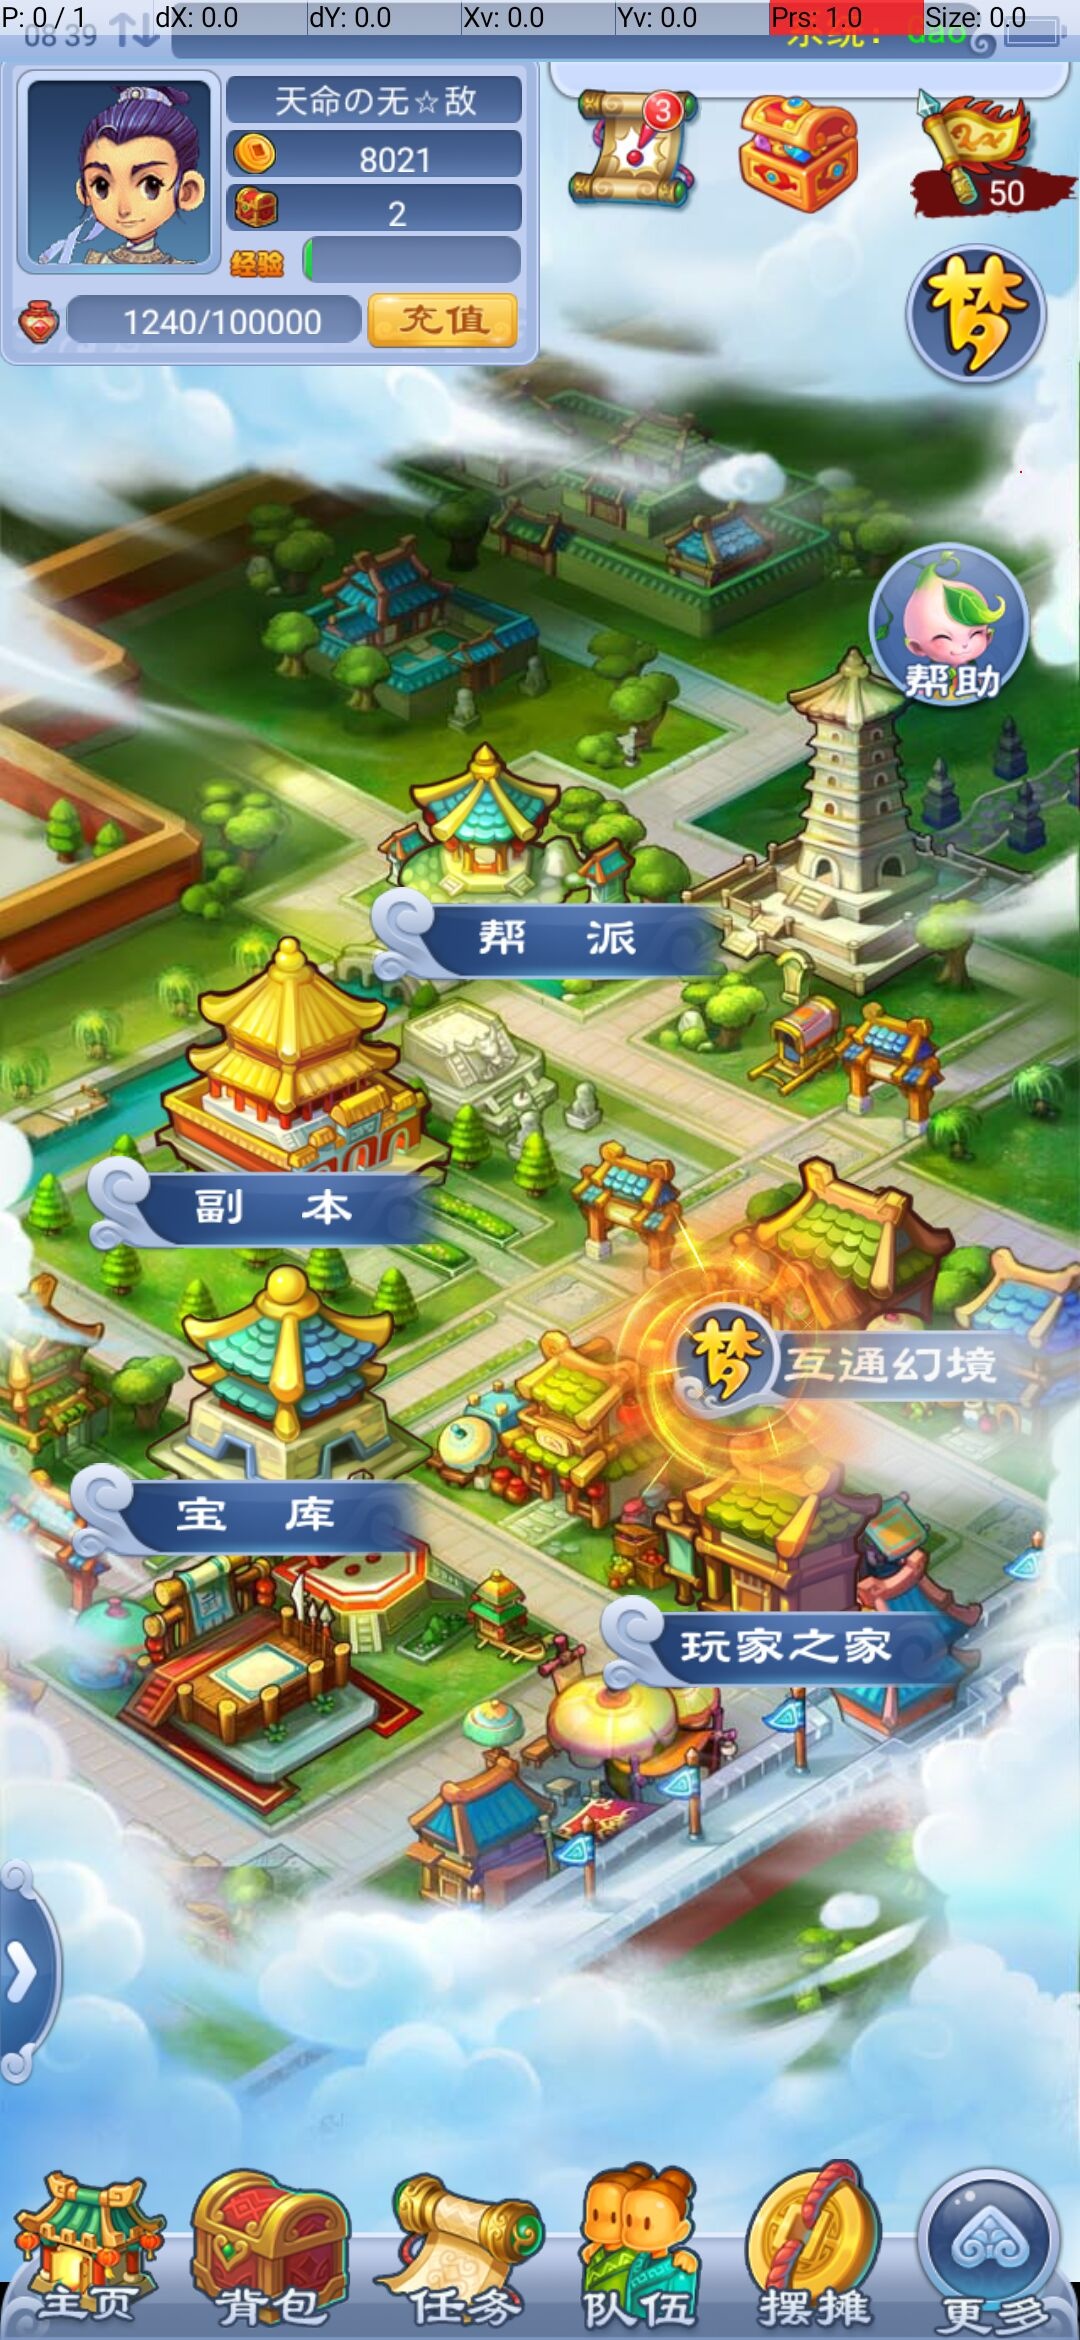 P: 0 / 1 dX: 0.0 dY: 0.0 Xv: 0.0 Yv: 0.0 Prs: 1.0 Size: 0.0
08 39 系统： dao
天命の无☆敌
8021
2
经验
1240/100000 充值
3
50
梦
帮助
帮 派
副 本
梦 互通幻境
宝 库
玩家之家
主页 背包 任务 队伍 摆摊 更多